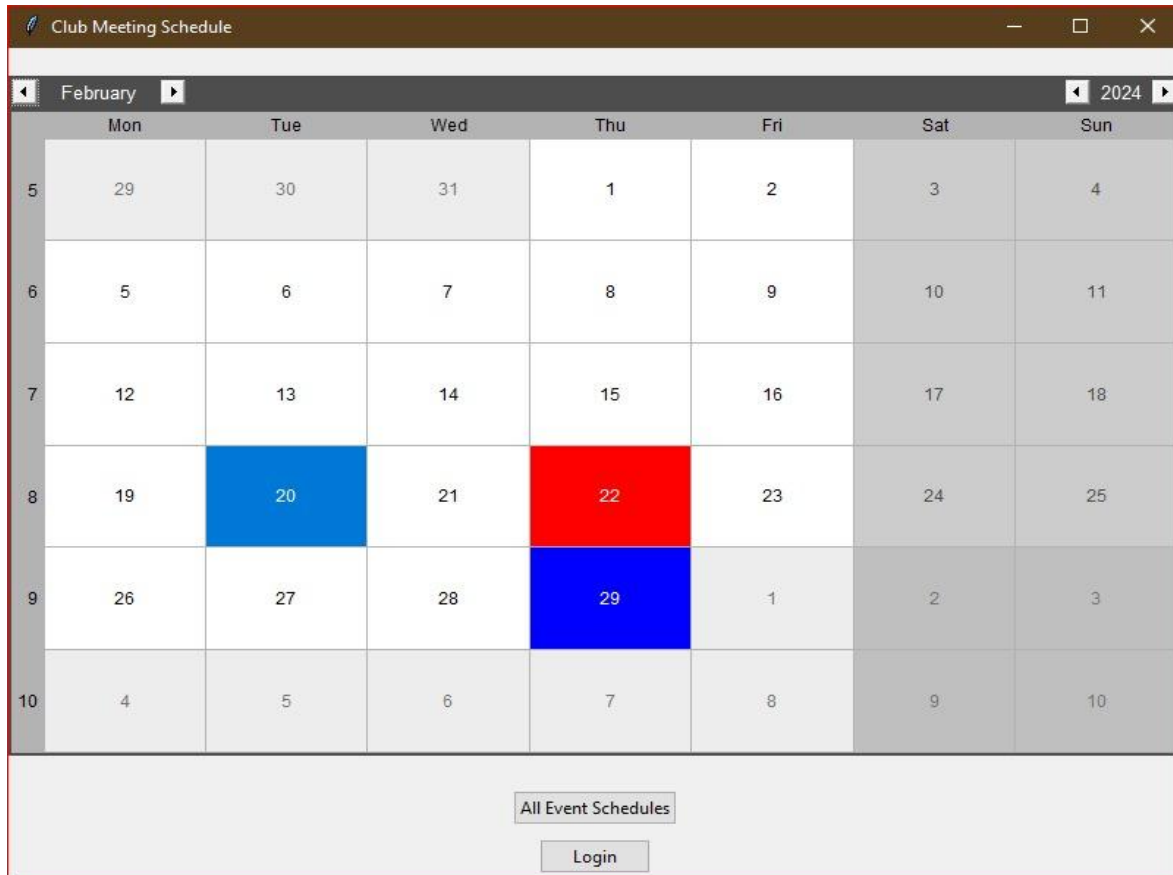 Club Meeting Schedule
February 2024
Mon Tue Wed Thu Fri Sat Sun
5 29 30 31 1 2 3 4
6 5 6 7 8 9 10 11
7 12 13 14 15 16 17 18
8 19 20 21 22 23 24 25
9 26 27 28 29 1 2 3
10 4 5 6 7 8 9 10
All Event Schedules
Login